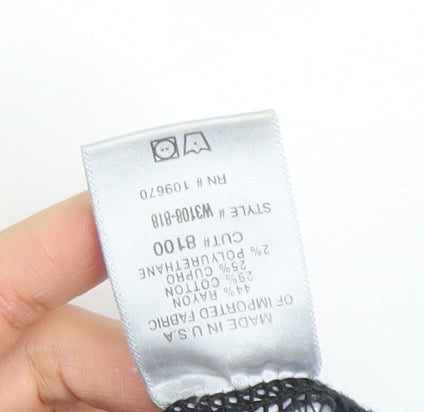 MADE IN U.S.A
OF IMPORTED FABRIC
44% RAYON
29% COTTON
25% CUPRO
2% POLYURETHANE
CUT# 8100
STYLE # W3108-818
RN # 109670